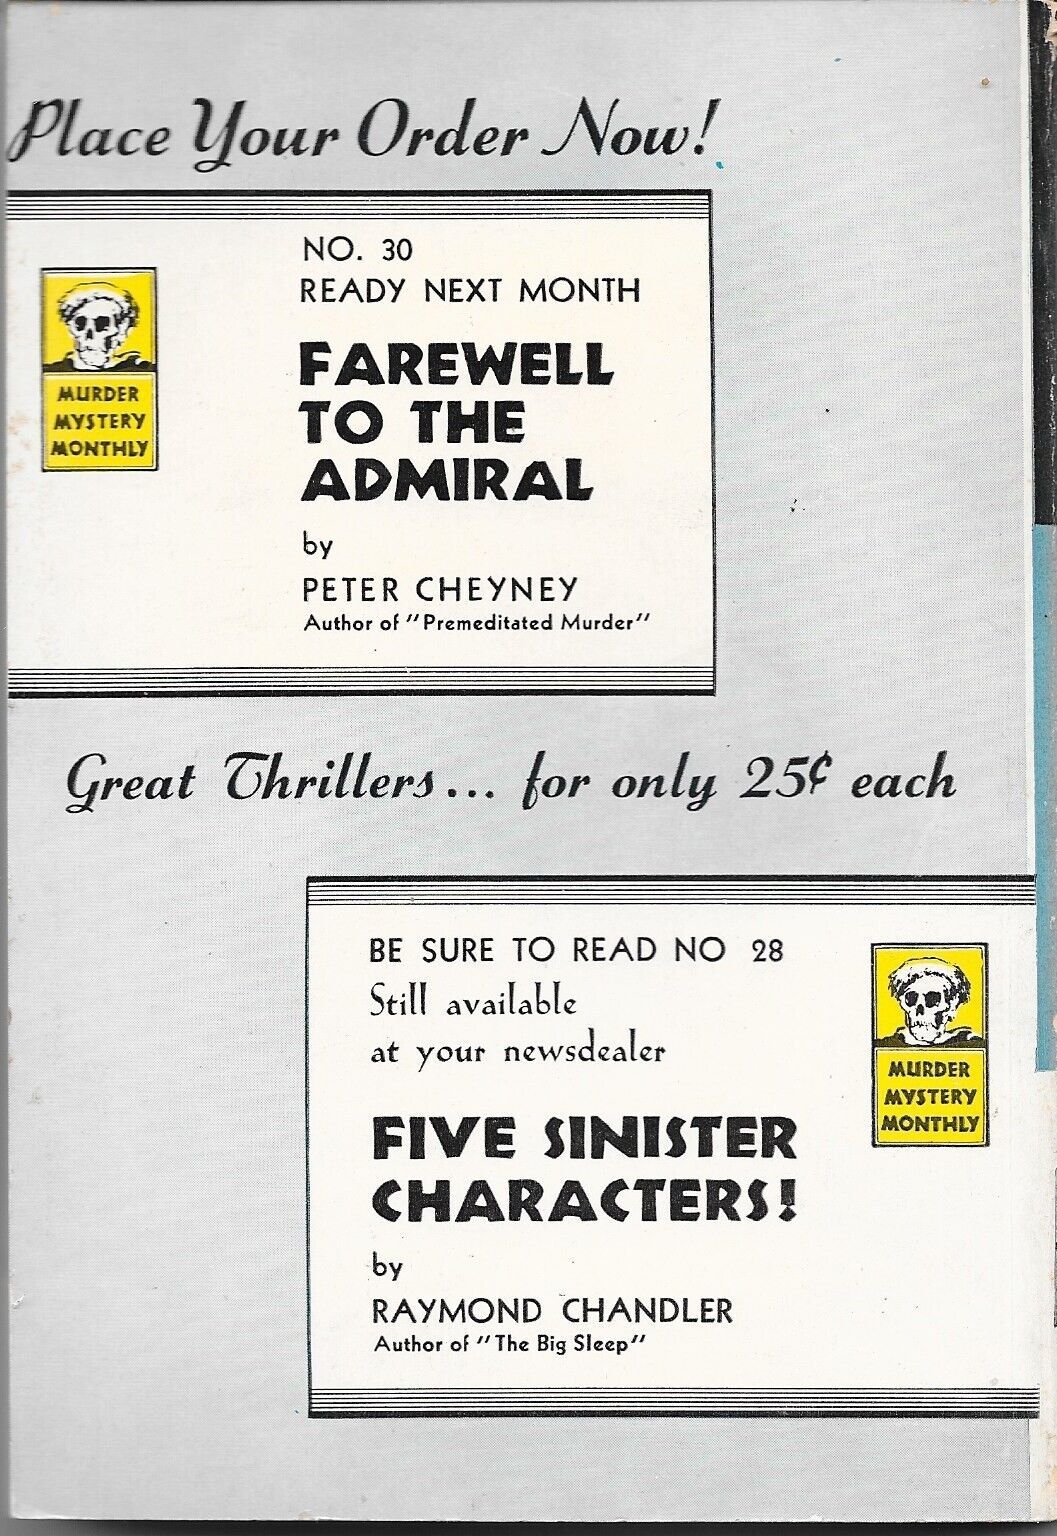 Place Your Order Now!
NO. 30
READY NEXT MONTH
FAREWELL
TO THE
ADMIRAL
by
PETER CHEYNEY
Author of "Premeditated Murder"
MURDER
MYSTERY
MONTHLY
Great Thrillers... for only 25¢ each
BE SURE TO READ NO 28
Still available
at your newsdealer
FIVE SINISTER
CHARACTERS!
by
RAYMOND CHANDLER
Author of "The Big Sleep"
MURDER
MYSTERY
MONTHLY